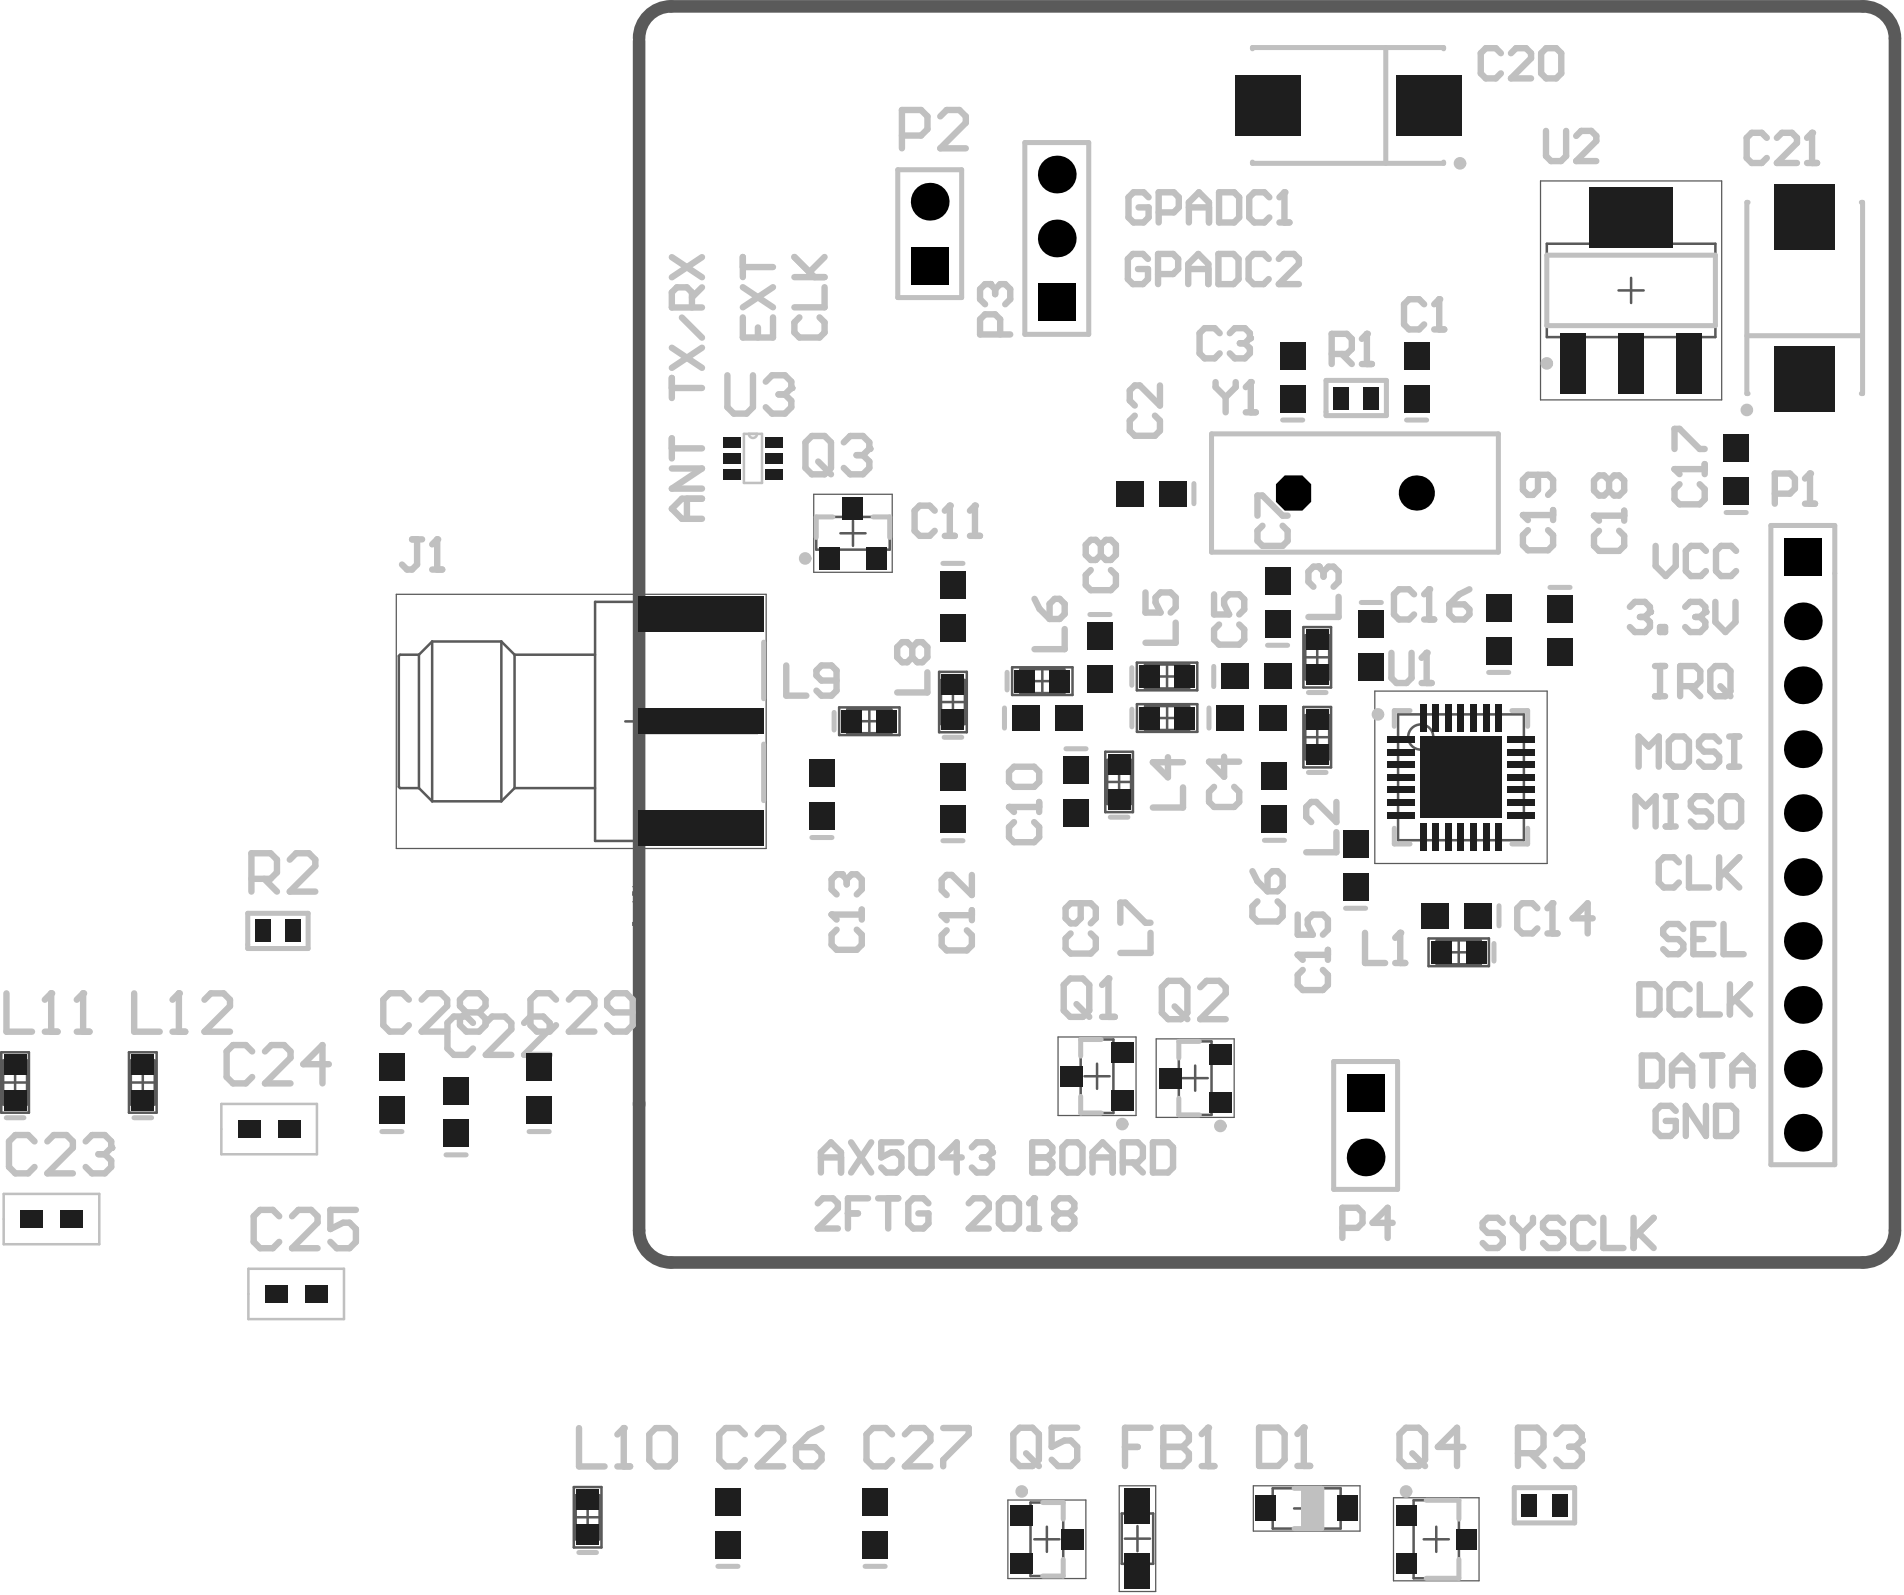 C20
P2
U2
C21
GPADC1
GPADC2
P3
ANT TX/RX
EXT
CLK
C1
C3
R1
U3
Y1
C2
Q3
C17
P1
C7
C19
C18
C11
J1
VCC
C8
L3
C16
3.3V
L6
L5
C5
L8
L9
U1
IRQ
MOSI
C10
L4
C4
L2
MISO
R2
CLK
C13
C12
C9
L7
C6
C15
L1
C14
SEL
L11
L12
C28
C22
C29
Q1
Q2
DCLK
C24
DATA
GND
C23
AX5043 BOARD
2FTG 2018
C25
P4
SYSCLK
L10
C26
C27
Q5
FB1
D1
Q4
R3